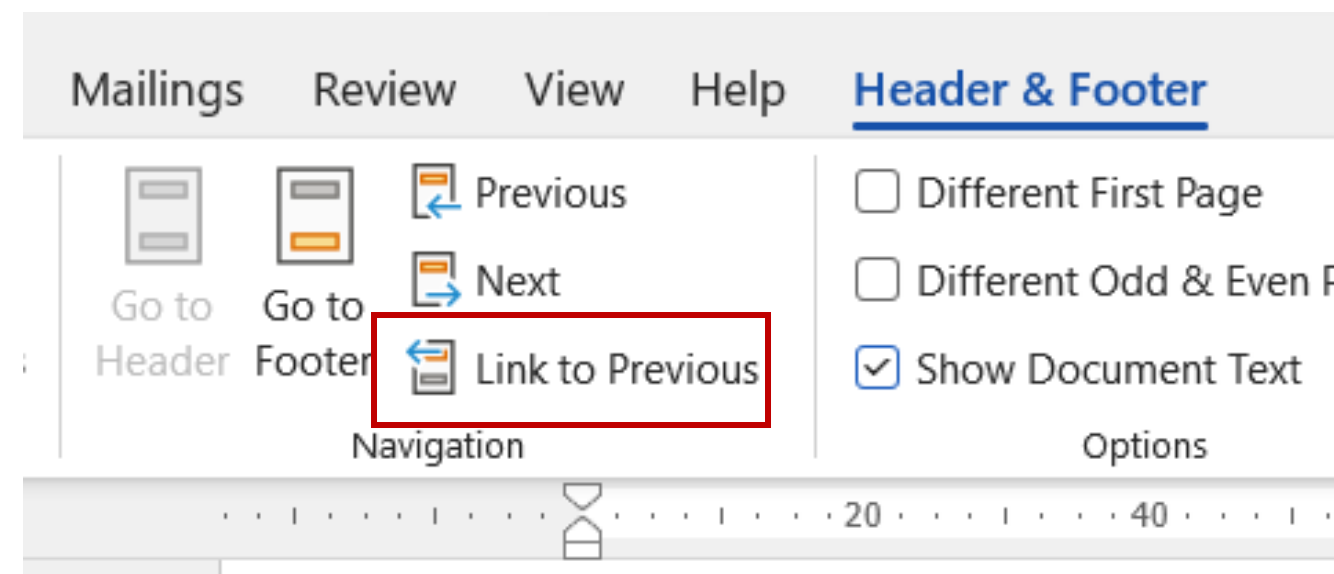 Mailings Review View Help Header & Footer
Previous
Next
Link to Previous
Go to
Header
Go to
Footer
Navigation
Different First Page
Different Odd & Even
Show Document Text
Options
20 40